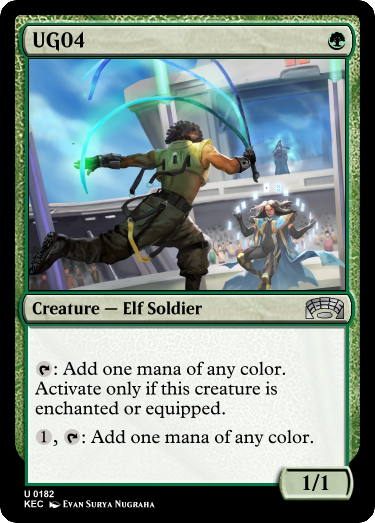 UG04
Creature — Elf Soldier
: Add one mana of any color.
Activate only if this creature is
enchanted or equipped.
1, : Add one mana of any color.
1/1
U 0182
KEC Evan Surya Nugraha